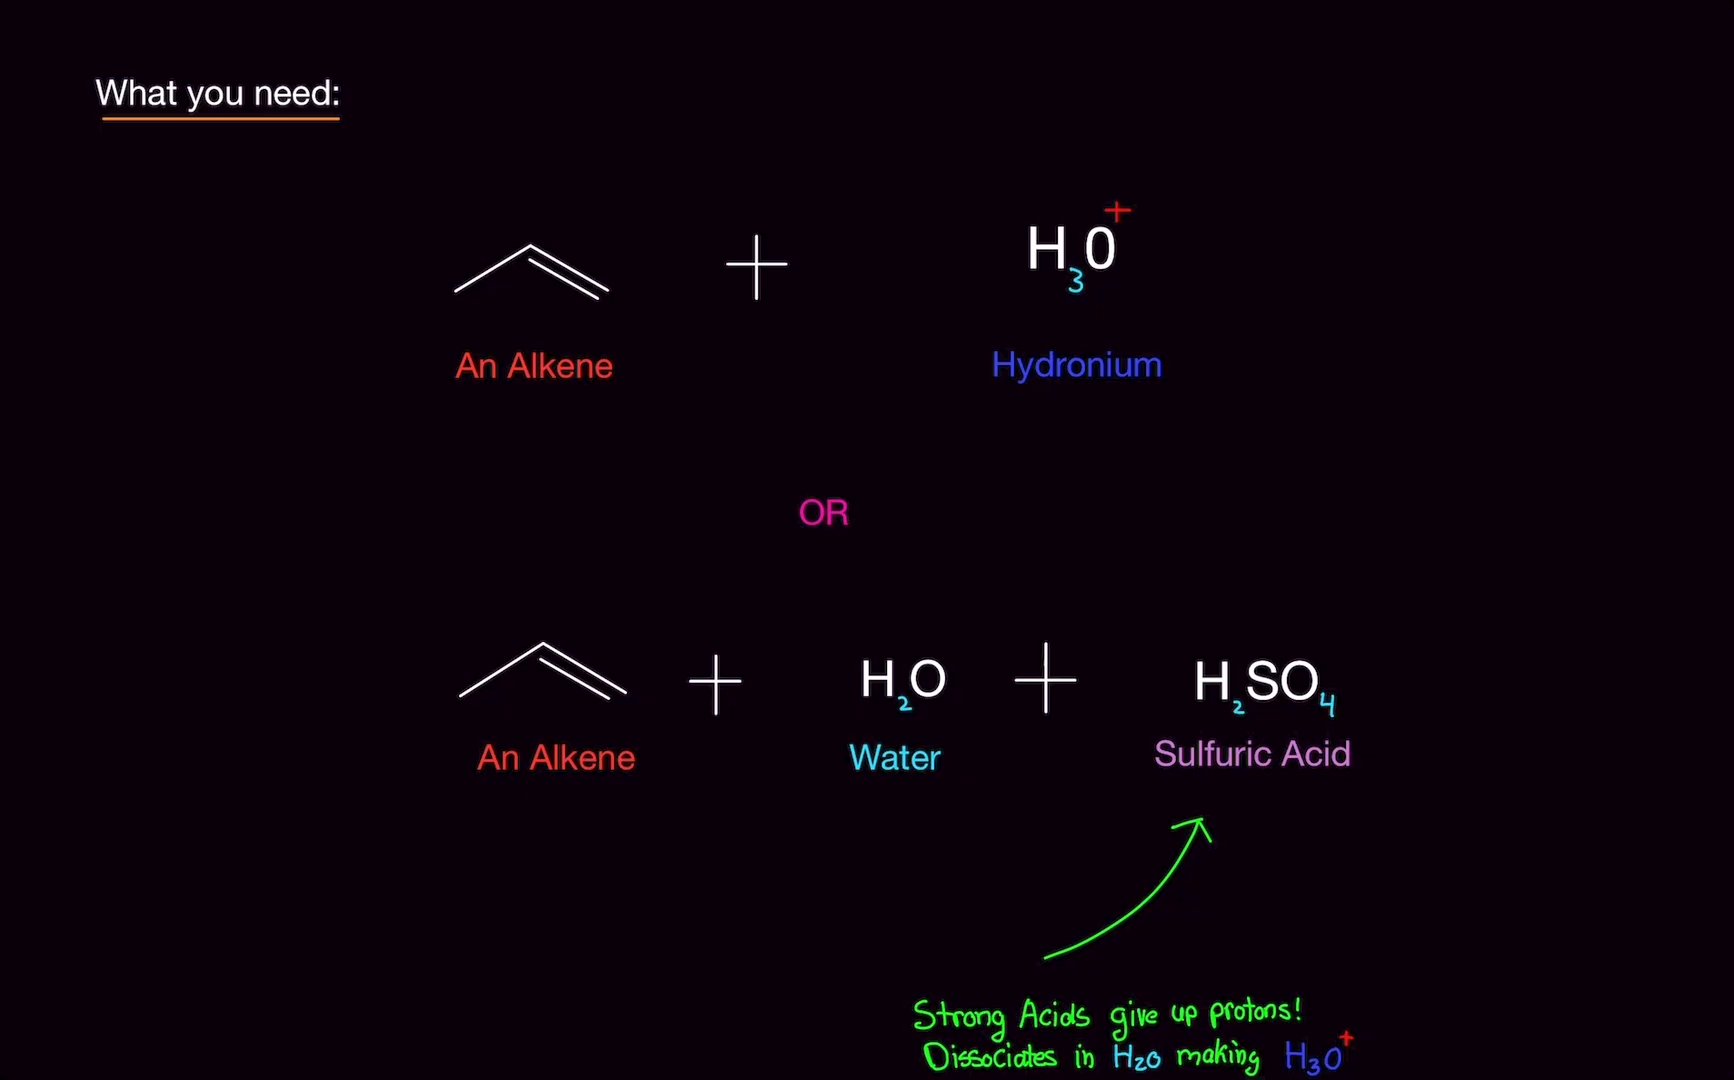 What you need:
+ H₃0⁺
An Alkene Hydronium
OR
+ H₂O + H₂SO₄
An Alkene Water Sulfuric Acid
Strong Acids give up protons!
Dissociates in H₂O making H₃O⁺